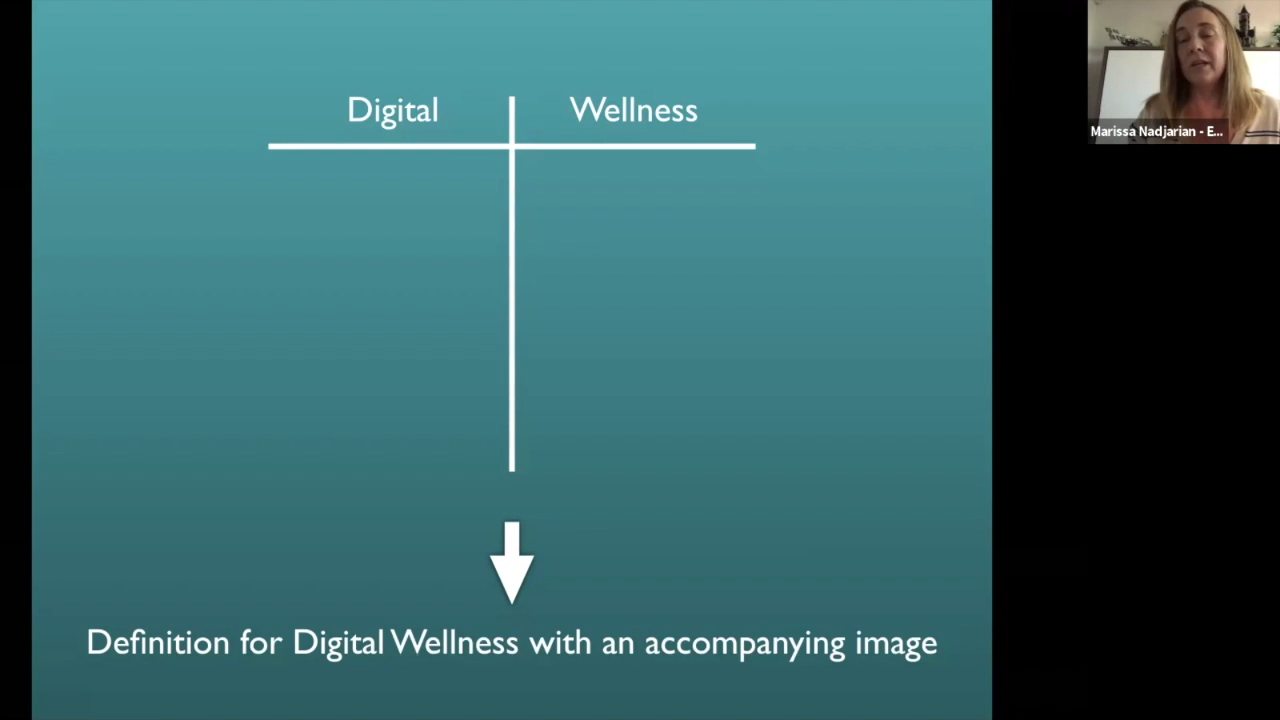 Digital Wellness
Marissa Nadjarian - E...
Definition for Digital Wellness with an accompanying image